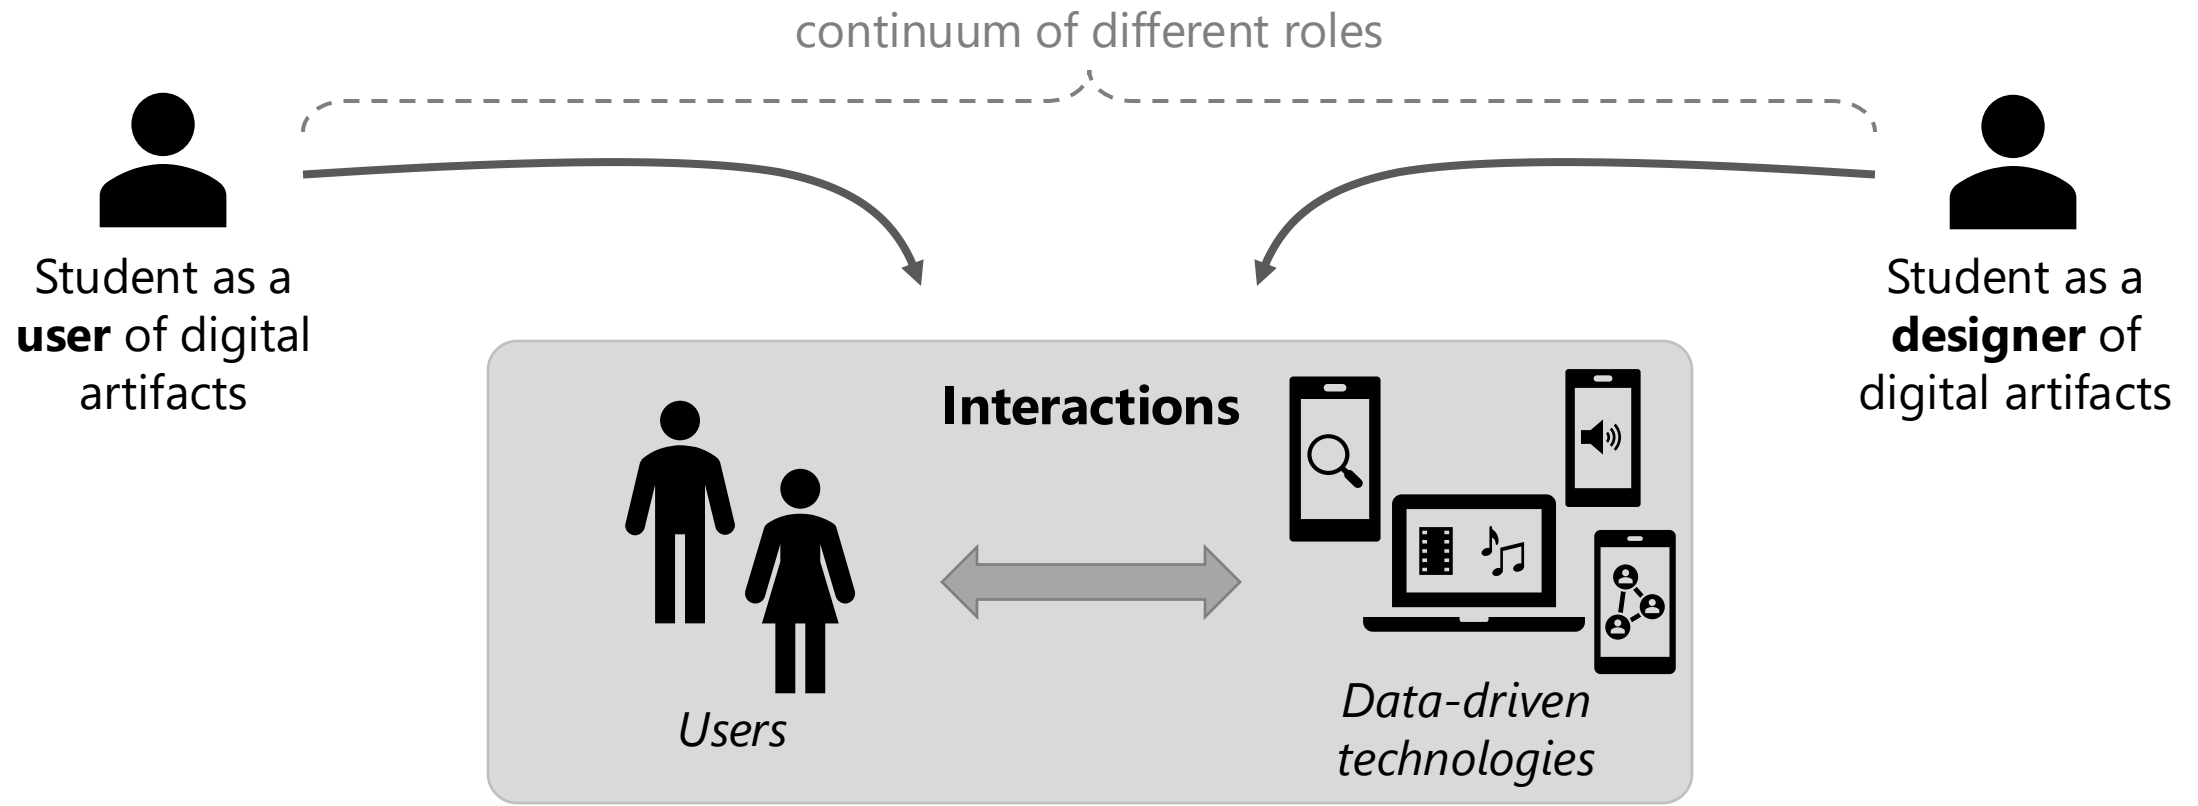 continuum of different roles
Student as a
user of digital
artifacts
Student as a
designer of
digital artifacts
Interactions
Users
Data-driven
technologies